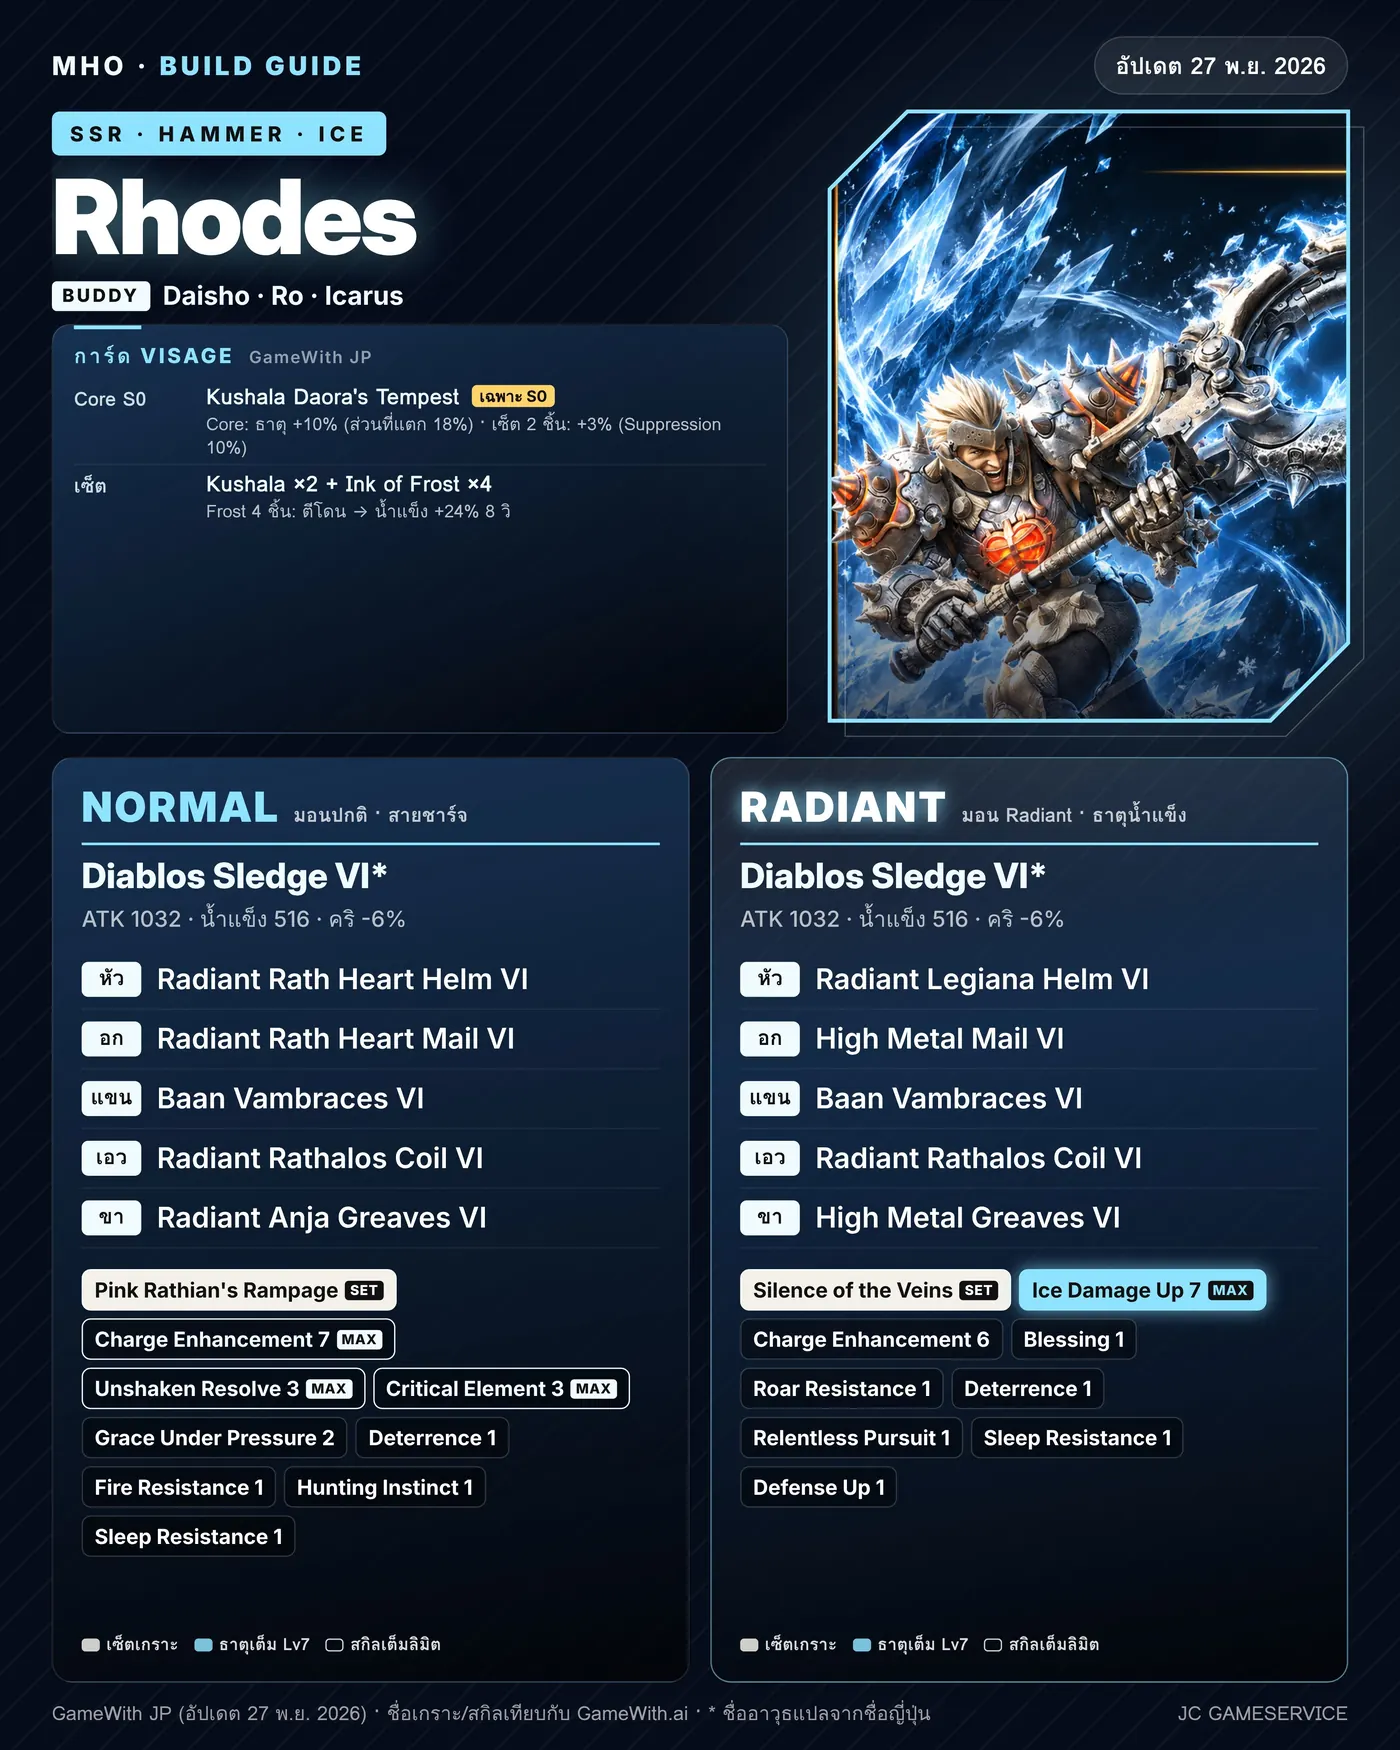 MHO · BUILD GUIDE
อัปเดต 27 พ.ย. 2026
SSR · HAMMER · ICE
Rhodes
BUDDY Daisho · Ro · Icarus
การ์ด VISAGE GameWith JP
Core S0 Kushala Daora's Tempest เฉพาะ S0
Core: ธาตุ +10% (ส่วนที่แตก 18%) · เซ็ต 2 ชิ้น: +3% (Suppression
10%)
เซ็ต Kushala ×2 + Ink of Frost ×4
Frost 4 ชิ้น: ตีโดน → น้ำแข็ง +24% 8 วิ
NORMAL มอนปกติ · สายชาร์จ
Diablos Sledge VI*
ATK 1032 · น้ำแข็ง 516 · คริ -6%
หัว Radiant Rath Heart Helm VI
อก Radiant Rath Heart Mail VI
แขน Baan Vambraces VI
เอว Radiant Rathalos Coil VI
ขา Radiant Anja Greaves VI
Pink Rathian's Rampage SET
Charge Enhancement 7 MAX
Unshaken Resolve 3 MAX Critical Element 3 MAX
Grace Under Pressure 2 Deterrence 1
Fire Resistance 1 Hunting Instinct 1
Sleep Resistance 1
เซ็ตเกราะ ธาตุเต็ม Lv7 สกิลเต็มลิมิต
RADIANT มอน Radiant · ธาตุน้ำแข็ง
Diablos Sledge VI*
ATK 1032 · น้ำแข็ง 516 · คริ -6%
หัว Radiant Legiana Helm VI
อก High Metal Mail VI
แขน Baan Vambraces VI
เอว Radiant Rathalos Coil VI
ขา High Metal Greaves VI
Silence of the Veins SET Ice Damage Up 7 MAX
Charge Enhancement 6 Blessing 1
Roar Resistance 1 Deterrence 1
Relentless Pursuit 1 Sleep Resistance 1
Defense Up 1
เซ็ตเกราะ ธาตุเต็ม Lv7 สกิลเต็มลิมิต
GameWith JP (อัปเดต 27 พ.ย. 2026) · ชื่อเกราะ/สกิลเทียบกับ GameWith.ai · * ชื่ออาวุธแปลจากชื่อญี่ปุ่น
JC GAMESERVICE